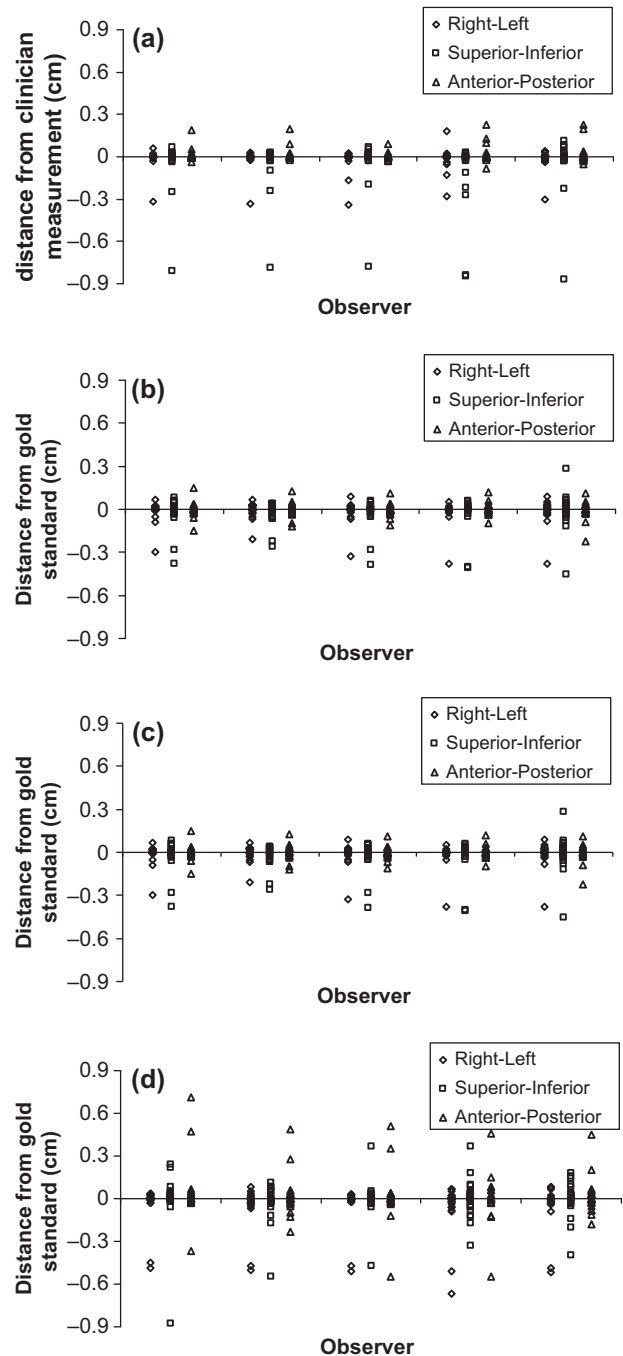 (a)
Right-Left
Superior-Inferior
Anterior-Posterior
distance from clinician
measurement (cm)
0.9
0.6
0.3
0
−0.3
−0.6
−0.9
Observer
(b)
Right-Left
Superior-Inferior
Anterior-Posterior
Distance from gold
standard (cm)
0.9
0.6
0.3
0
−0.3
−0.6
−0.9
Observer
(c)
Right-Left
Superior-Inferior
Anterior-Posterior
Distance from gold
standard (cm)
0.9
0.6
0.3
0
−0.3
−0.6
−0.9
Observer
(d)
Right-Left
Superior-Inferior
Anterior-Posterior
Distance from gold
standard (cm)
0.9
0.6
0.3
0
−0.3
−0.6
−0.9
Observer